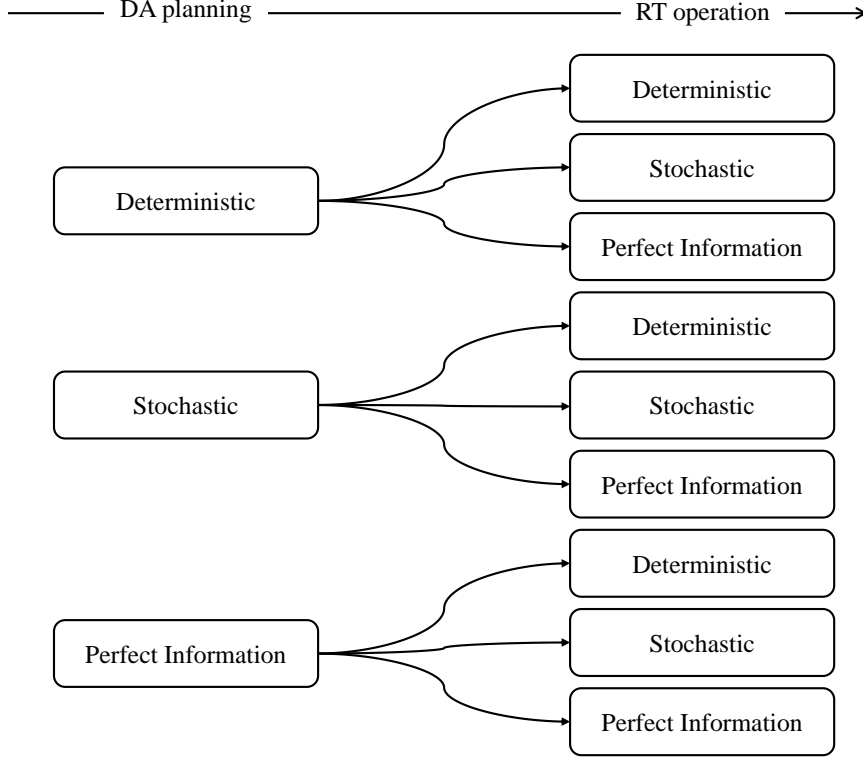 DA planning
RT operation
Deterministic
Deterministic
Stochastic
Perfect Information
Stochastic
Deterministic
Stochastic
Perfect Information
Perfect Information
Deterministic
Stochastic
Perfect Information